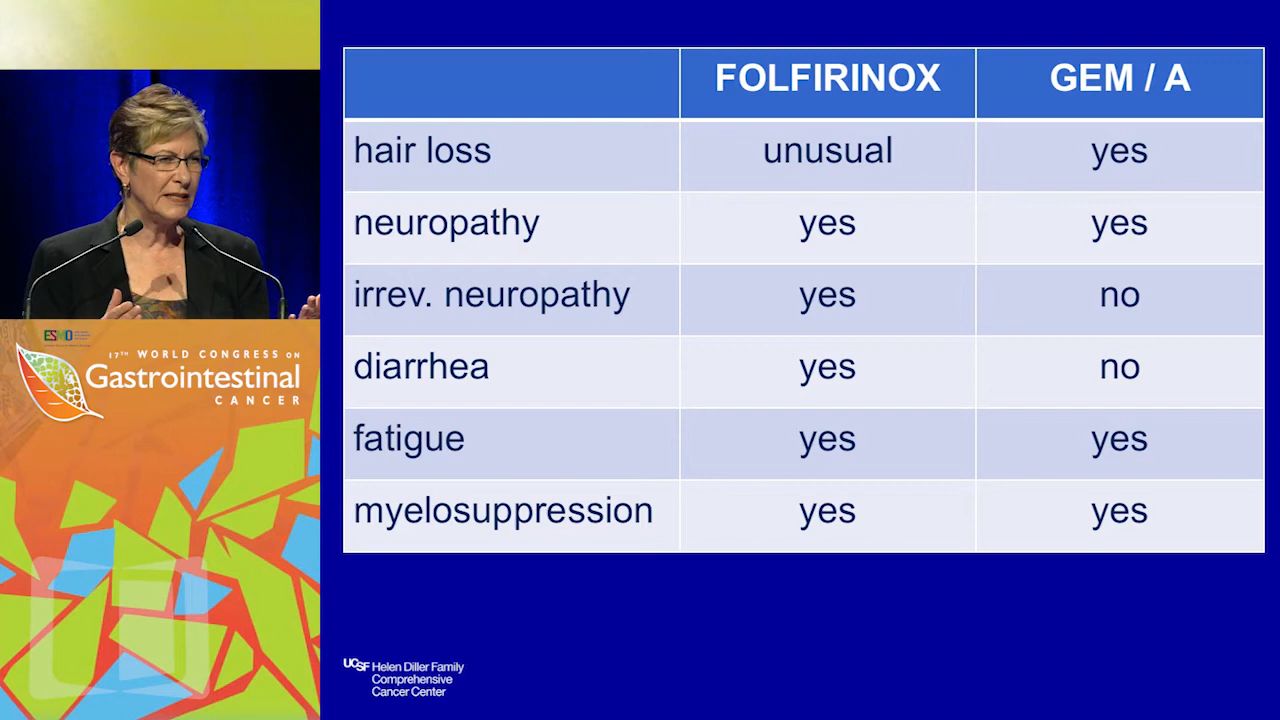 FOLFIRINOX GEM / A
hair loss unusual yes
neuropathy yes yes
irrev. neuropathy yes no
diarrhea yes no
fatigue yes yes
myelosuppression yes yes
ESMO
17TH WORLD CONGRESS ON
Gastrointestinal
CANCER
UCSF Helen Diller Family
Comprehensive
Cancer Center